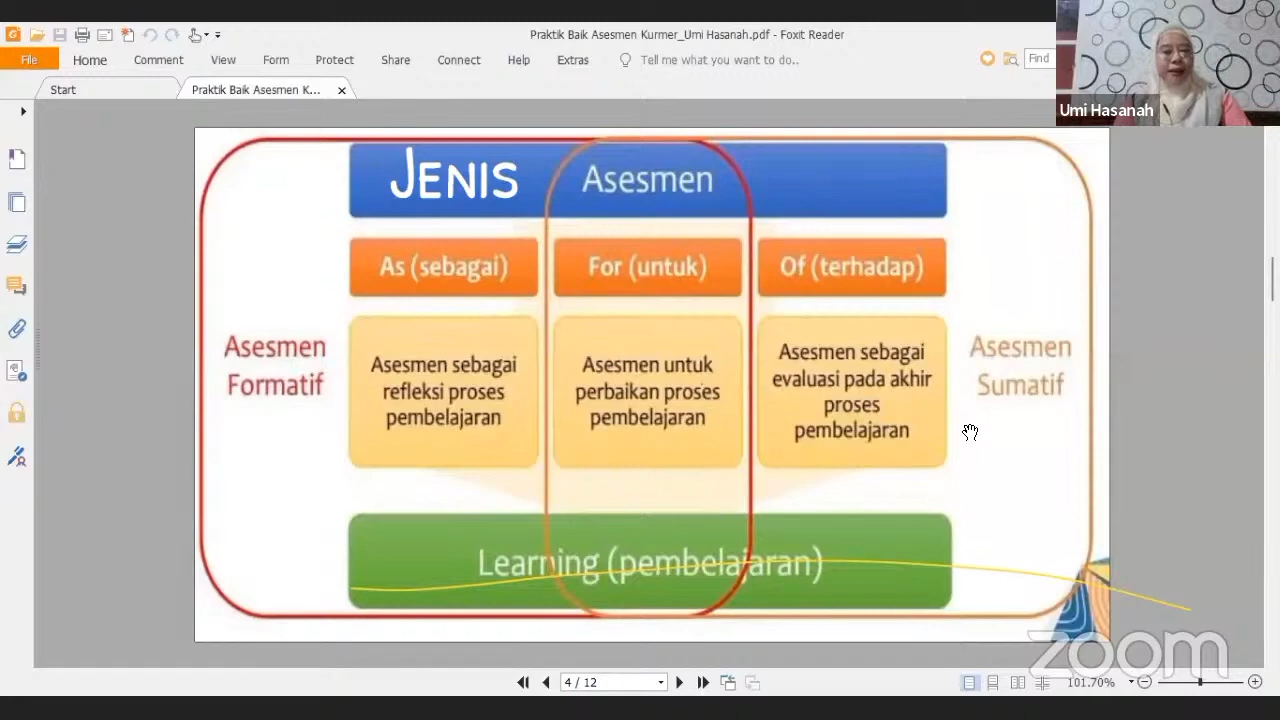 Praktik Baik Asesmen Kurmer_Umi Hasanah.pdf - Foxit Reader
File Home Comment View Form Protect Share Connect Help Extras Tell me what you want to do.. Find
Start Praktik Baik Asesmen K...
Umi Hasanah
JENIS Asesmen
As (sebagai) For (untuk) Of (terhadap)
Asesmen
Formatif
Asesmen sebagai
refleksi proses
pembelajaran
Asesmen untuk
perbaikan proses
pembelajaran
Asesmen sebagai
evaluasi pada akhir
proses
pembelajaran
Asesmen
Sumatif
Learning (pembelajaran)
zoom
4 / 12 101.70%